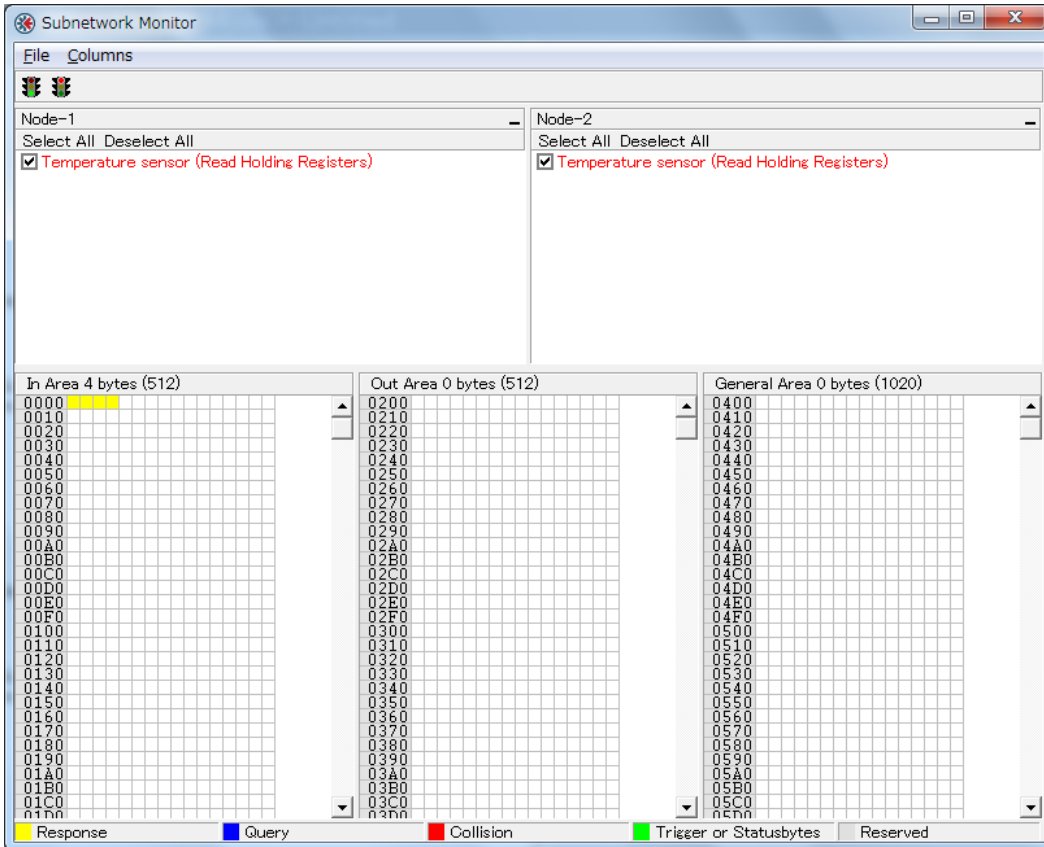 Subnetwork Monitor
File Columns
Node-1
Select All Deselect All
Temperature sensor (Read Holding Registers)
Node-2
Select All Deselect All
Temperature sensor (Read Holding Registers)
In Area 4 bytes (512)
0000
0010
0020
0030
0040
0050
0060
0070
0080
0090
00A0
00B0
00C0
00D0
00E0
00F0
0100
0110
0120
0130
0140
0150
0160
0170
0180
0190
01A0
01B0
01C0
01D0
Out Area 0 bytes (512)
0200
0210
0220
0230
0240
0250
0260
0270
0280
0290
02A0
02B0
02C0
02D0
02E0
02F0
0300
0310
0320
0330
0340
0350
0360
0370
0380
0390
03A0
03B0
03C0
03D0
General Area 0 bytes (1020)
0400
0410
0420
0430
0440
0450
0460
0470
0480
0490
04A0
04B0
04C0
04D0
04E0
04F0
0500
0510
0520
0530
0540
0550
0560
0570
0580
0590
05A0
05B0
05C0
05D0
Response Query Collision Trigger or Statusbytes Reserved